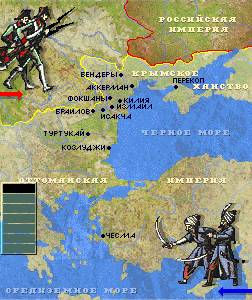 РОССИЙСКАЯ
ИМПЕРИЯ
БЕНДЕРЫ
КРЫМСКОЕ
ПЕРЕКОП
АККЕРМАН
ХАНСТВО
ФОКШАНЫ
КИЛИЯ
ИЗМАИЛ
БРАИЛОВ
ИСАКЧА
ТУРТУКАЙ
ЧЕРНОЕ МОРЕ
КОЗЛУДЖИ
ОТТОМАНСКАЯ
ИМПЕРИЯ
ЧЕСМА
СРЕДИЗЕМНОЕ МОРЕ